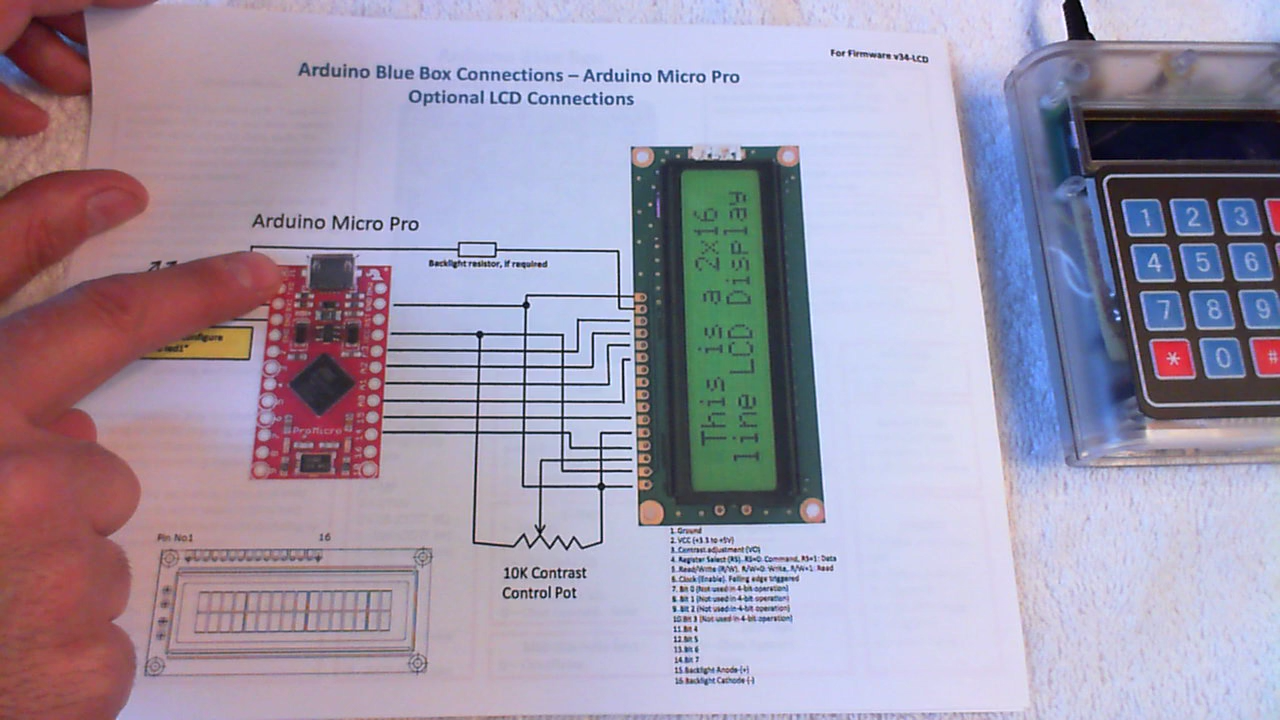 For Firmware v34-LCD
Arduino Blue Box Connections – Arduino Micro Pro
Optional LCD Connections
Arduino Micro Pro
Backlight resistor, if required
This is a 2x16
line LCD Display
ProMicro
Pin No1
16
10K Contrast
Control Pot
1. Ground
2. VCC (+3.3 to +5V)
3. Contrast adjustment (VO)
4. Register Select (RS). RS=0: Command, RS=1: Data
5. Read/Write (R/W). R/W=0: Write, R/W=1: Read
6. Clock (Enable). Falling edge triggered
7. Bit 0 (Not used in 4-bit operation)
8. Bit 1 (Not used in 4-bit operation)
9. Bit 2 (Not used in 4-bit operation)
10. Bit 3 (Not used in 4-bit operation)
11. Bit 4
12. Bit 5
13. Bit 6
14. Bit 7
15. Backlight Anode (+)
16. Backlight Cathode (-)
1 2 3
4 5 6
7 8 9
* 0 #